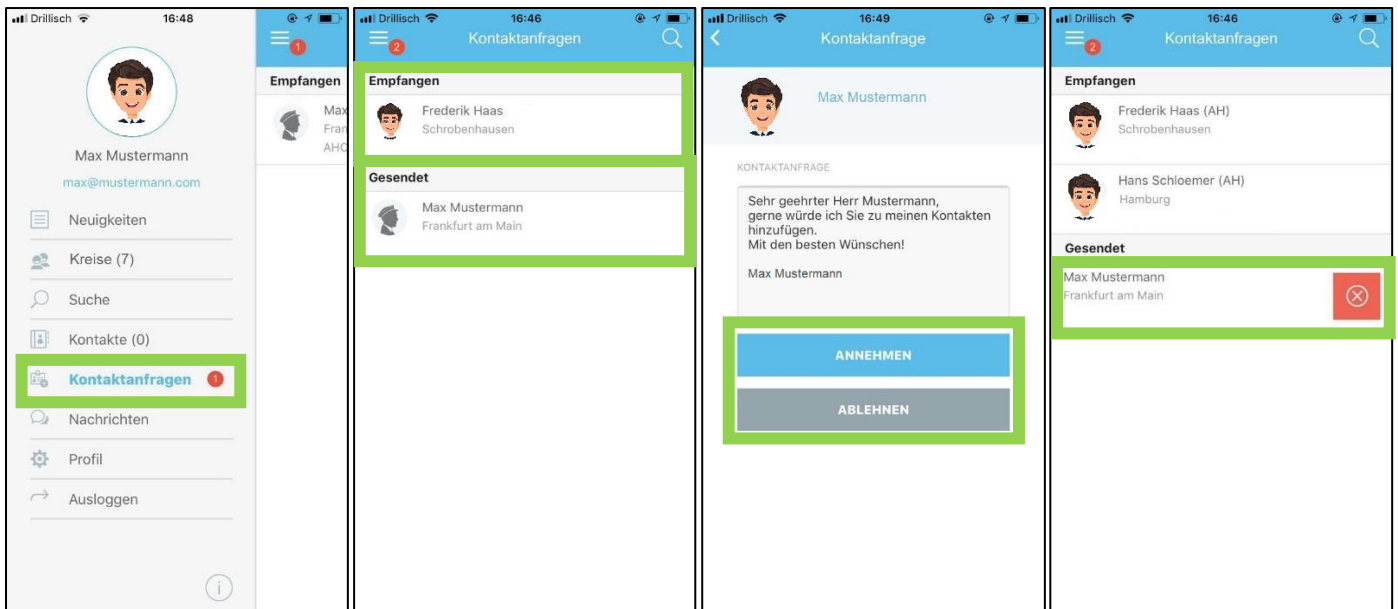 Drillisch 16:48
1
Max Mustermann
max@mustermann.com
Neuigkeiten
Kreise (7)
Suche
Kontakte (0)
Kontaktanfragen 1
Nachrichten
Profil
Ausloggen
i
Empfangen
Max
Fran
AHC
Drillisch 16:46
2 Kontaktanfragen
Empfangen
Frederik Haas
Schrobenhausen
Gesendet
Max Mustermann
Frankfurt am Main
Drillisch 16:49
Kontaktanfrage
Max Mustermann
KONTAKTANFRAGE
Sehr geehrter Herr Mustermann,
gerne würde ich Sie zu meinen Kontakten
hinzufügen.
Mit den besten Wünschen!
Max Mustermann
ANNEHMEN
ABLEHNEN
Drillisch 16:46
2 Kontaktanfragen
Empfangen
Frederik Haas (AH)
Schrobenhausen
Hans Schloemer (AH)
Hamburg
Gesendet
Max Mustermann
Frankfurt am Main